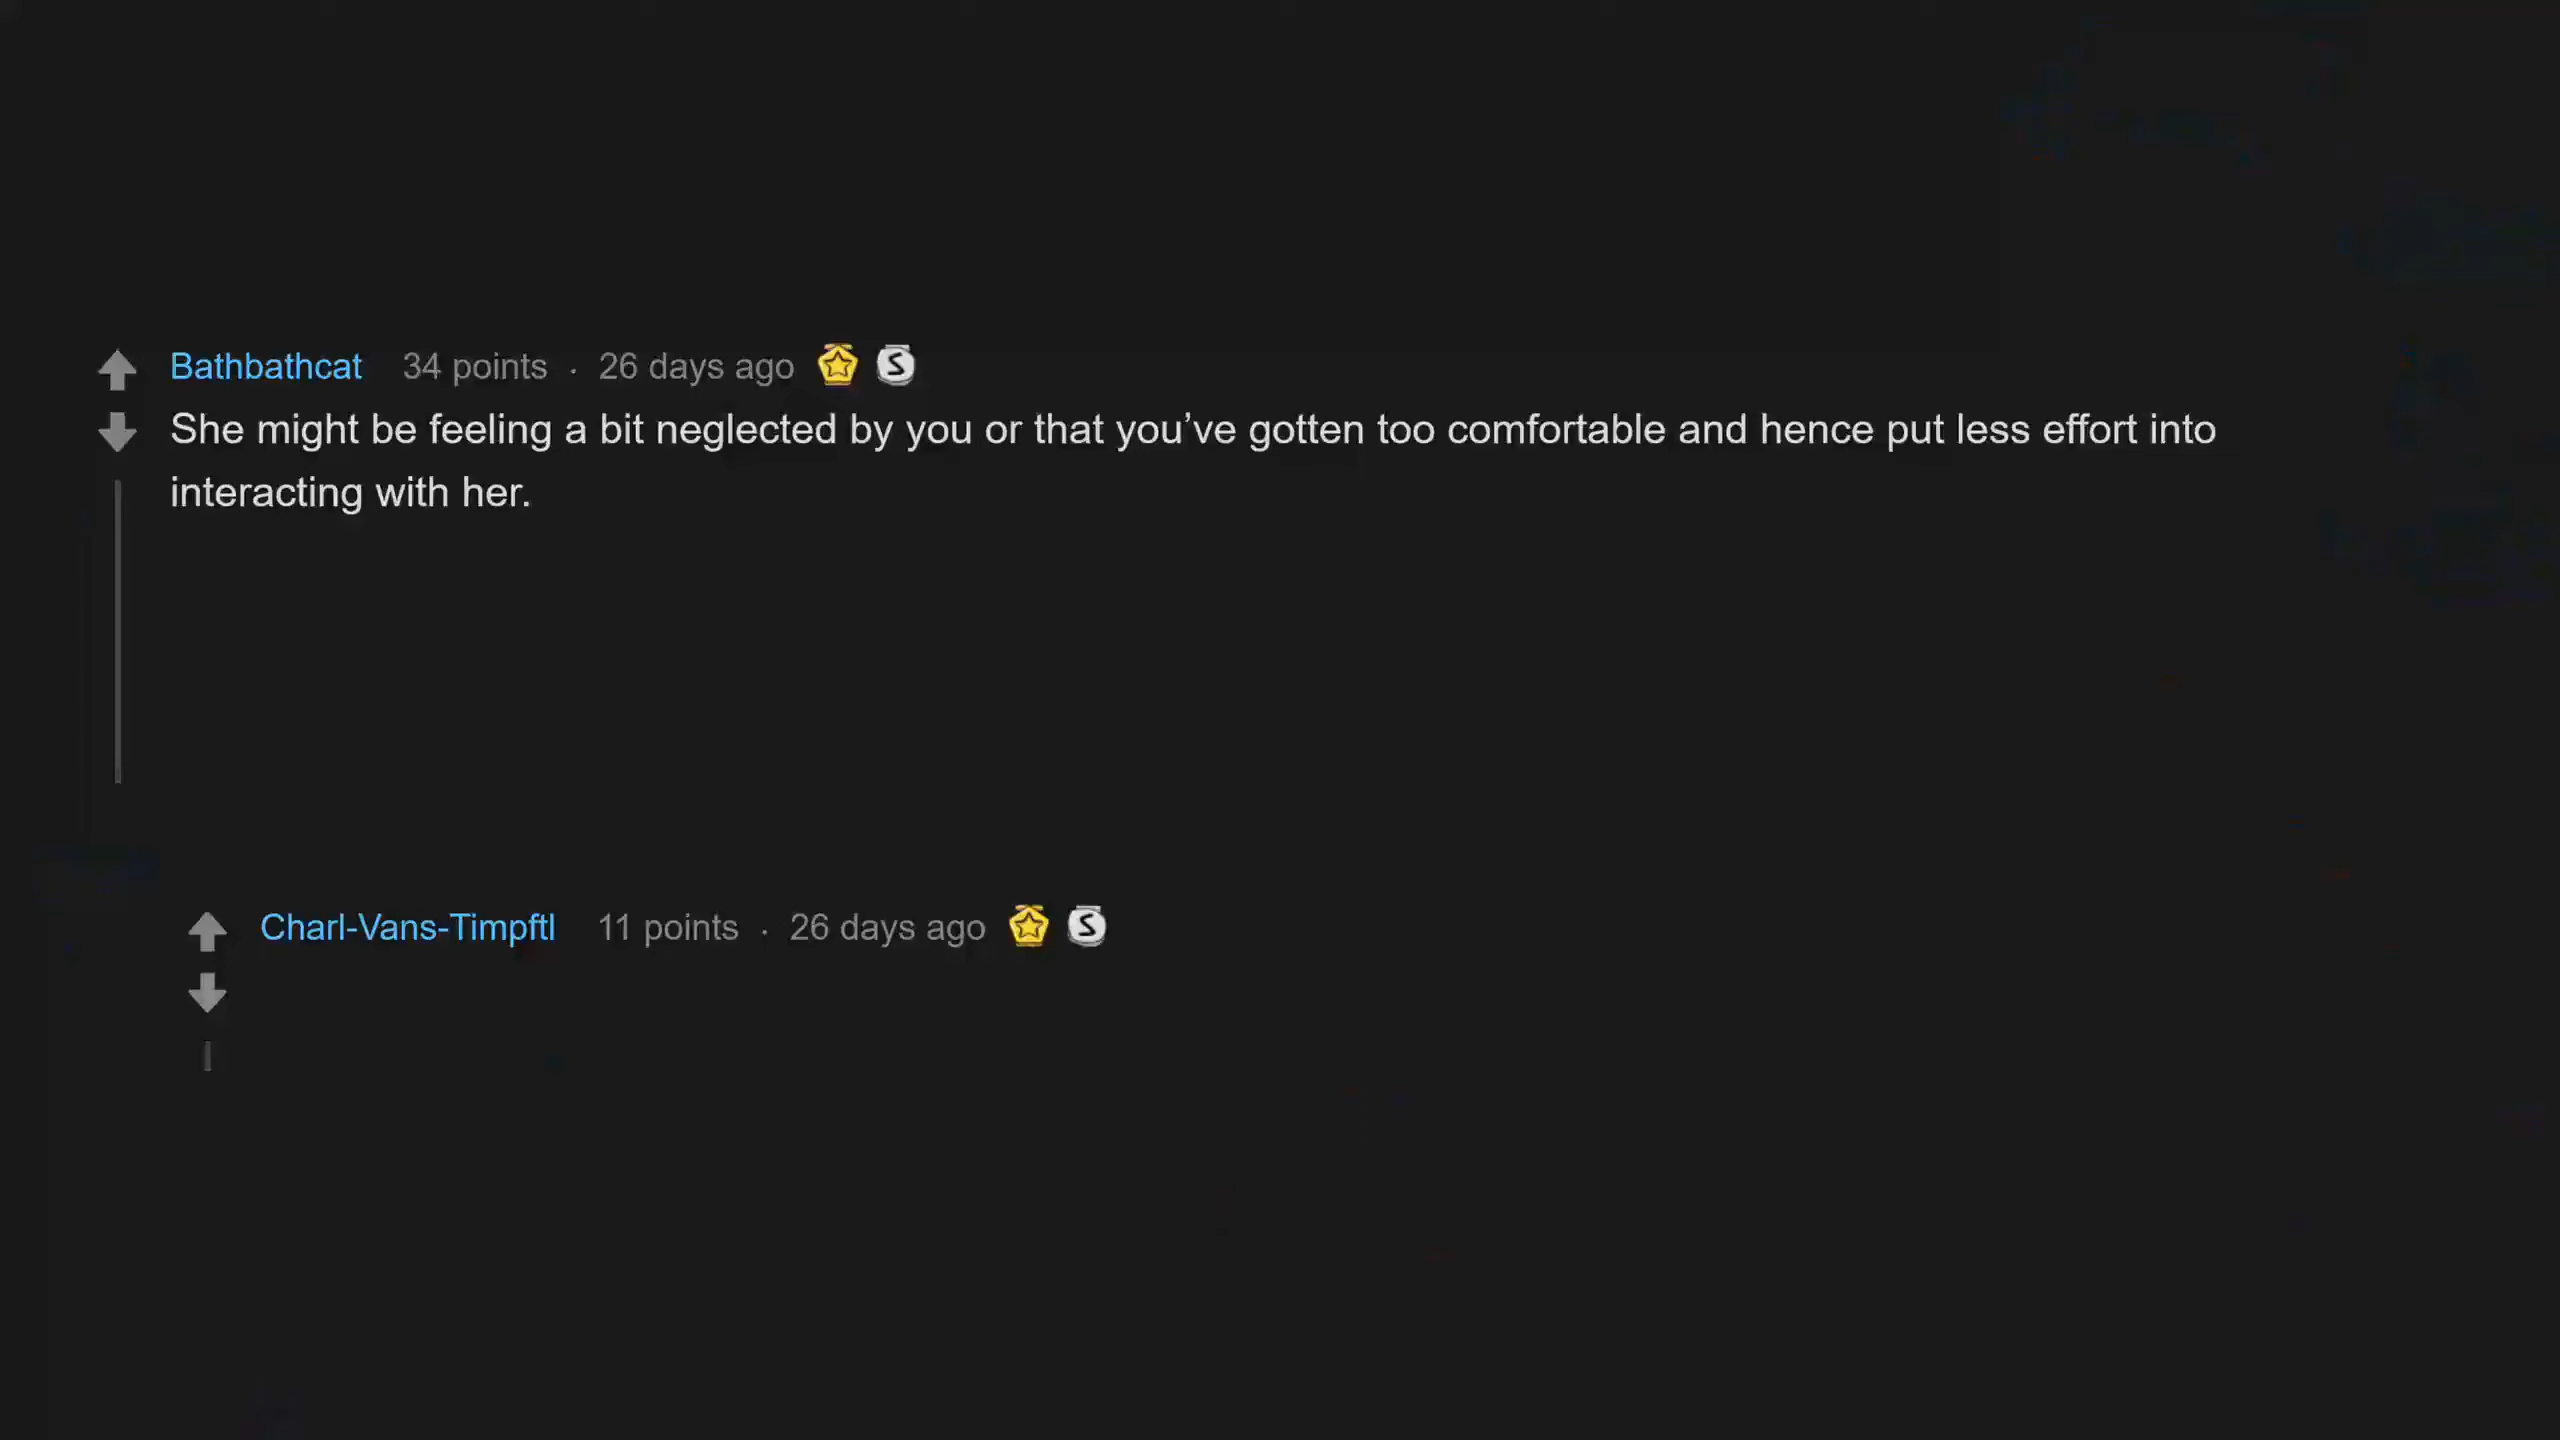 Bathbathcat 34 points · 26 days ago
She might be feeling a bit neglected by you or that you’ve gotten too comfortable and hence put less effort into
interacting with her.
Charl-Vans-Timpftl 11 points · 26 days ago